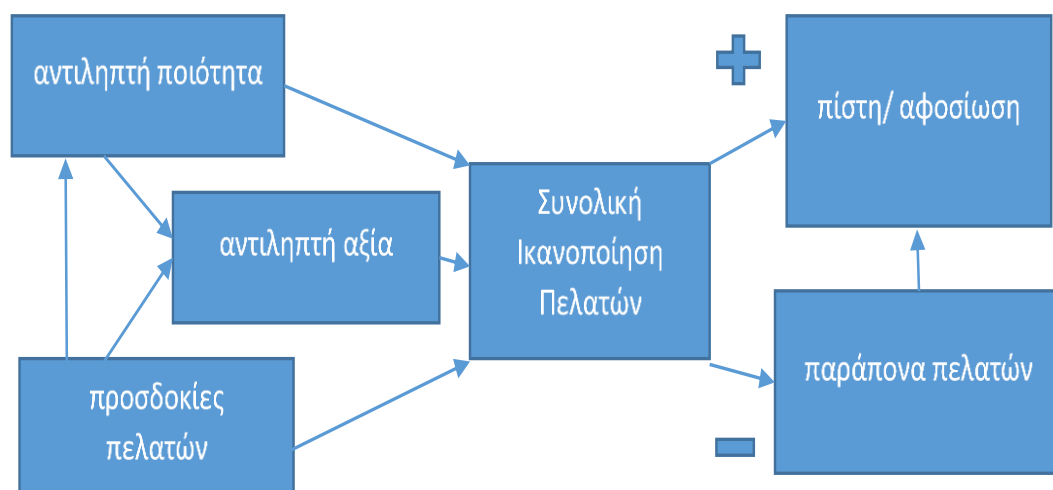 αντιληπτή ποιότητα
αντιληπτή αξία
προσδοκίες
πελατών
Συνολική
Ικανοποίηση
Πελατών
πίστη/ αφοσίωση
παράπονα πελατών